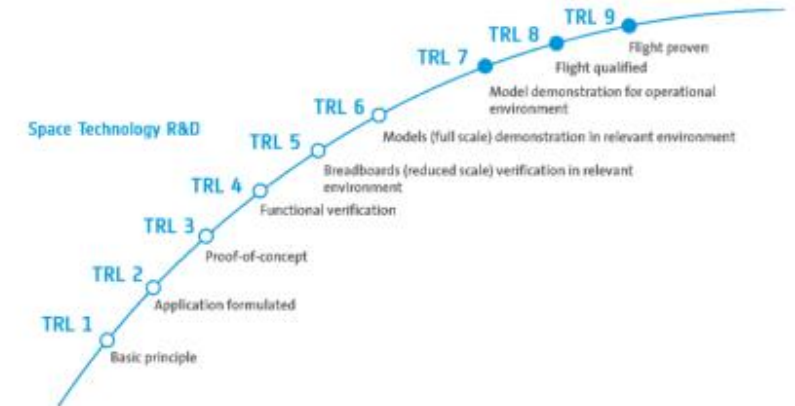 TRL 9
Flight proven
TRL 8
Flight qualified
TRL 7
Model demonstration for operational
environment
TRL 6
Models (full scale) demonstration in relevant environment
Space Technology R&D
TRL 5
Breadboards (reduced scale) verification in relevant
environment
TRL 4
Functional verification
TRL 3
Proof-of-concept
TRL 2
Application formulated
TRL 1
Basic principle